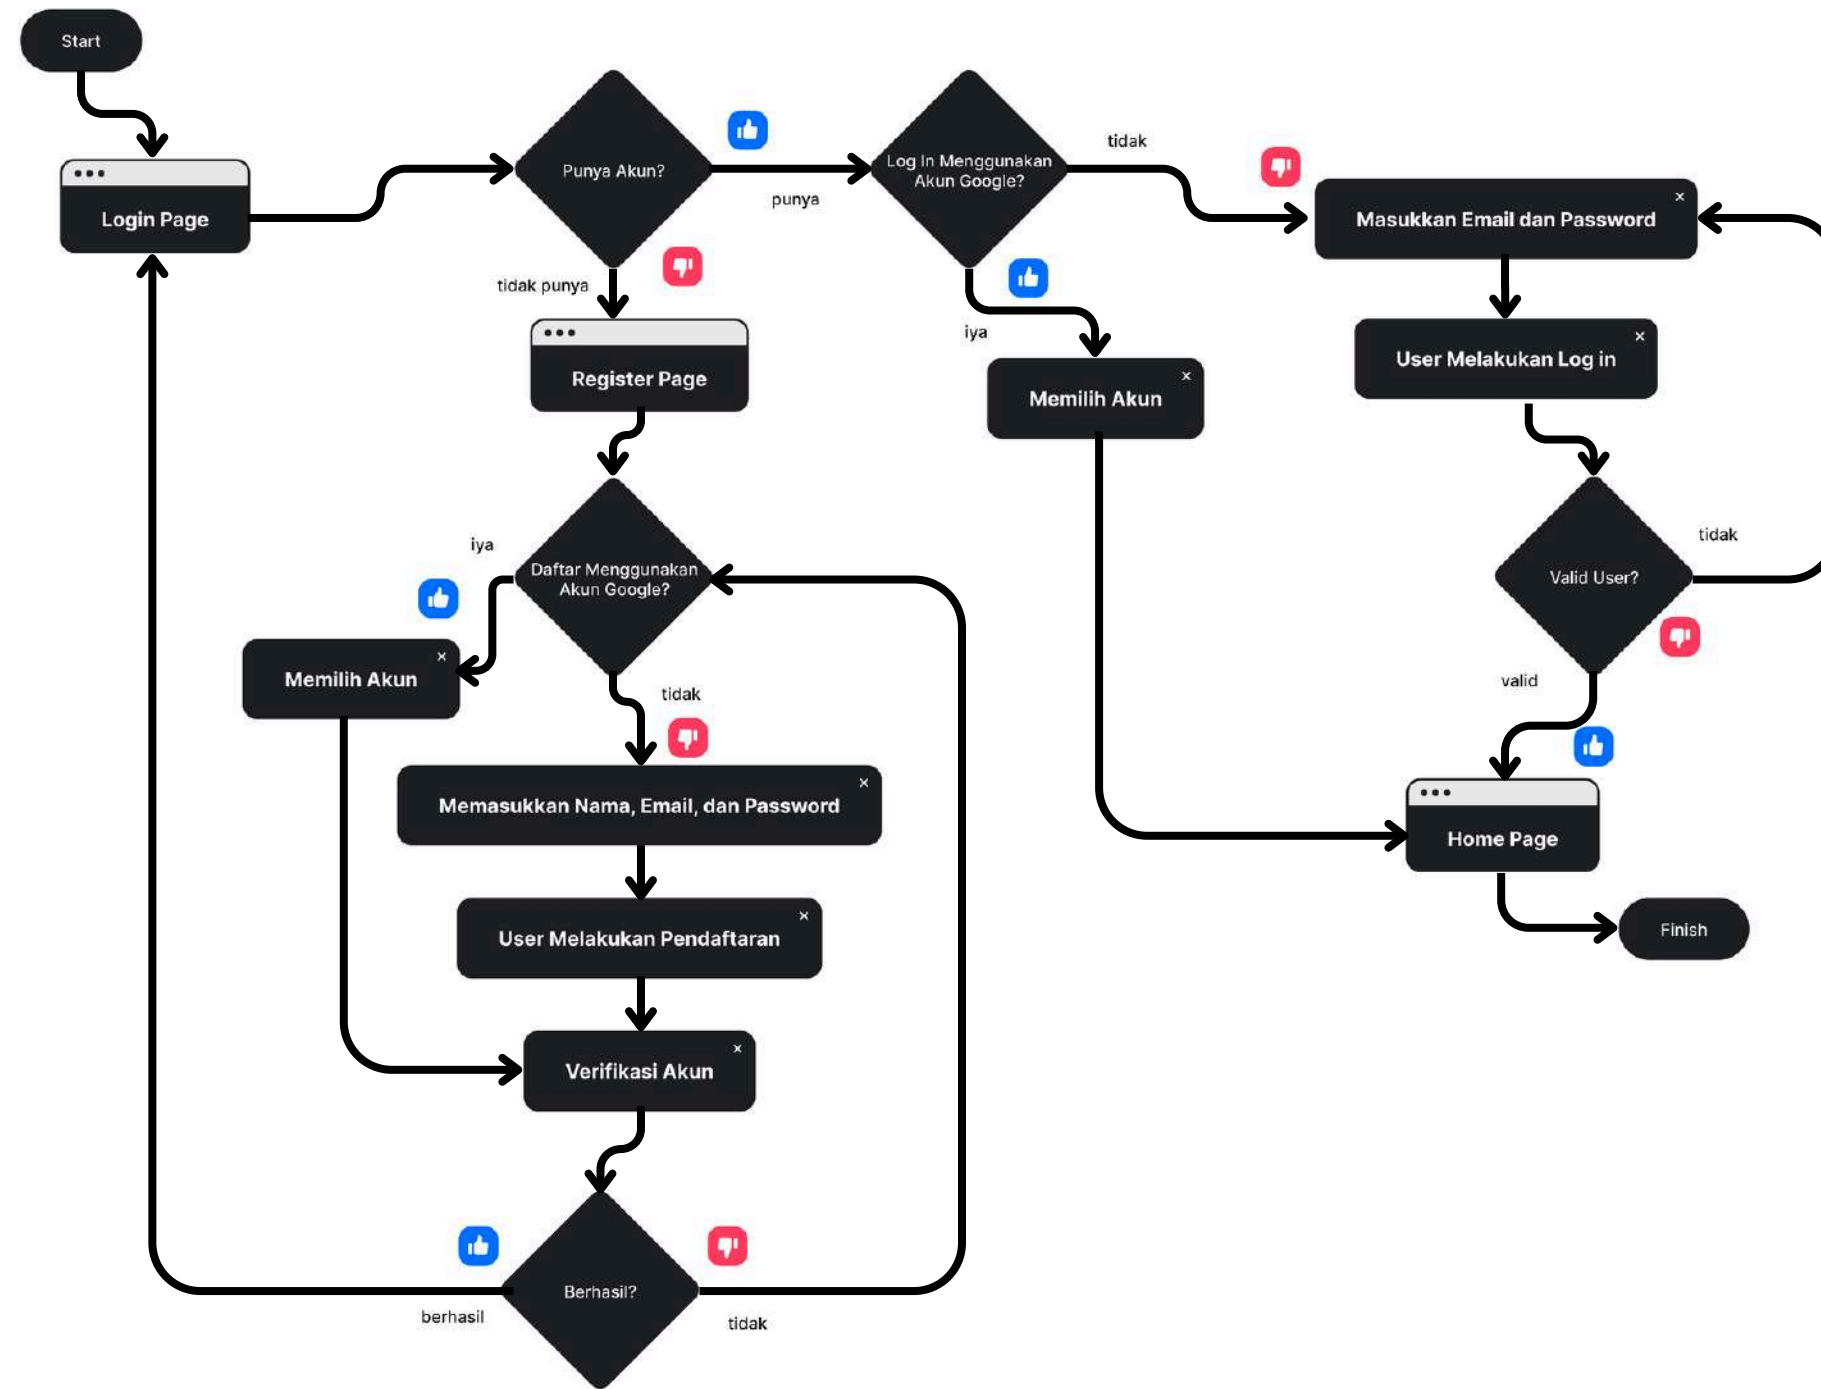 Start
Login Page
Punya Akun?
punya
tidak punya
Log In Menggunakan
Akun Google?
tidak
iya
Masukkan Email dan Password
User Melakukan Log in
Memilih Akun
Register Page
Valid User?
tidak
valid
Home Page
Finish
Daftar Menggunakan
Akun Google?
iya
Memilih Akun
tidak
Memasukkan Nama, Email, dan Password
User Melakukan Pendaftaran
Verifikasi Akun
Berhasil?
berhasil
tidak